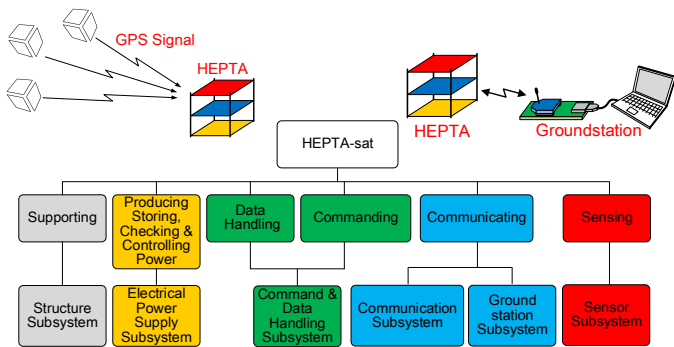 GPS Signal
HEPTA
HEPTA
Groundstation
HEPTA-sat
Supporting
Producing
Storing,
Checking &
Controlling
Power
Data
Handling
Commanding
Communicating
Sensing
Structure
Subsystem
Electrical
Power
Supply
Subsystem
Command &
Data
Handling
Subsystem
Communication
Subsystem
Ground
station
Subsystem
Sensor
Subsystem